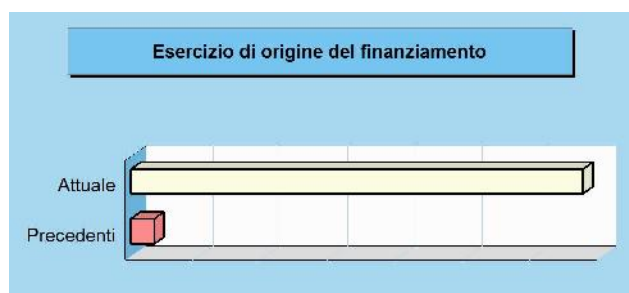 Esercizio di origine del finanziamento
Attuale
Precedenti